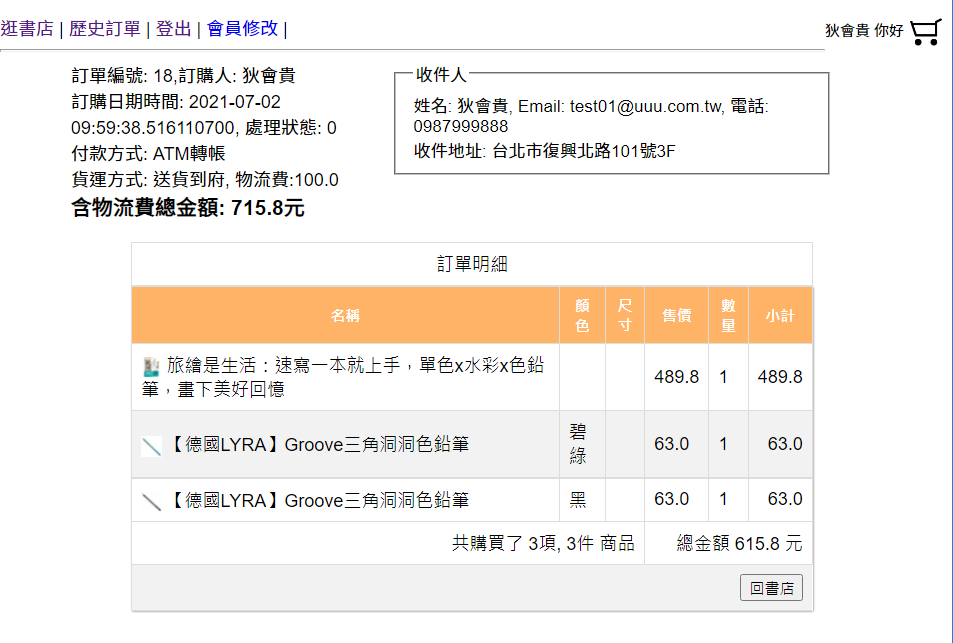 逛書店 | 歷史訂單 | 登出 | 會員修改 |
狄會貴 你好
訂單編號: 18,訂購人: 狄會貴
訂購日期時間: 2021-07-02
09:59:38.516110700, 處理狀態: 0
付款方式: ATM轉帳
貨運方式: 送貨到府, 物流費:100.0
含物流費總金額: 715.8元
收件人
姓名: 狄會貴, Email: test01@uuu.com.tw, 電話:
0987999888
收件地址: 台北市復興北路101號3F
訂單明細
名稱 顏色 尺寸 售價 數量 小計
旅繪是生活：速寫一本就上手，單色x水彩x色鉛
筆，畫下美好回憶
489.8 1 489.8
【德國LYRA】Groove三角洞洞色鉛筆 碧綠 63.0 1 63.0
【德國LYRA】Groove三角洞洞色鉛筆 黑 63.0 1 63.0
共購買了 3項, 3件 商品 總金額 615.8 元
回書店